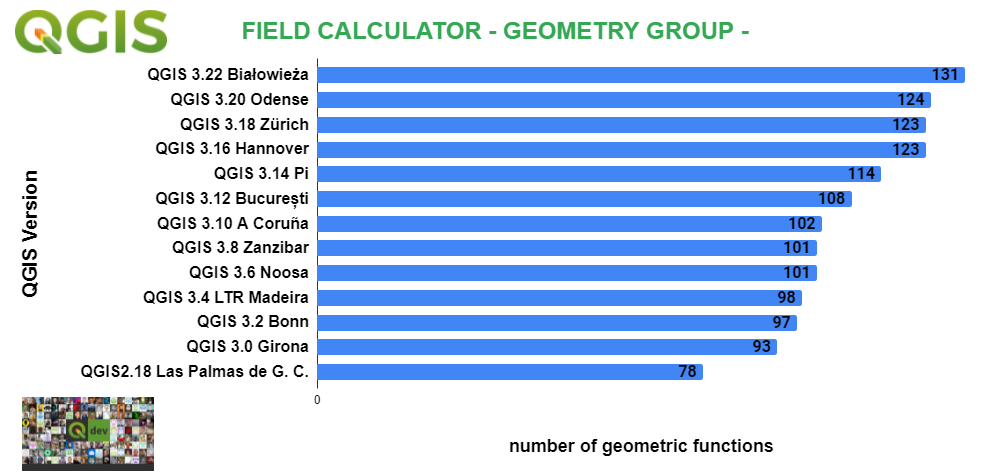 QGIS
FIELD CALCULATOR - GEOMETRY GROUP -
QGIS Version
QGIS 3.22 Białowieża 131
QGIS 3.20 Odense 124
QGIS 3.18 Zürich 123
QGIS 3.16 Hannover 123
QGIS 3.14 Pi 114
QGIS 3.12 București 108
QGIS 3.10 A Coruña 102
QGIS 3.8 Zanzibar 101
QGIS 3.6 Noosa 101
QGIS 3.4 LTR Madeira 98
QGIS 3.2 Bonn 97
QGIS 3.0 Girona 93
QGIS2.18 Las Palmas de G. C. 78
0
number of geometric functions
dev